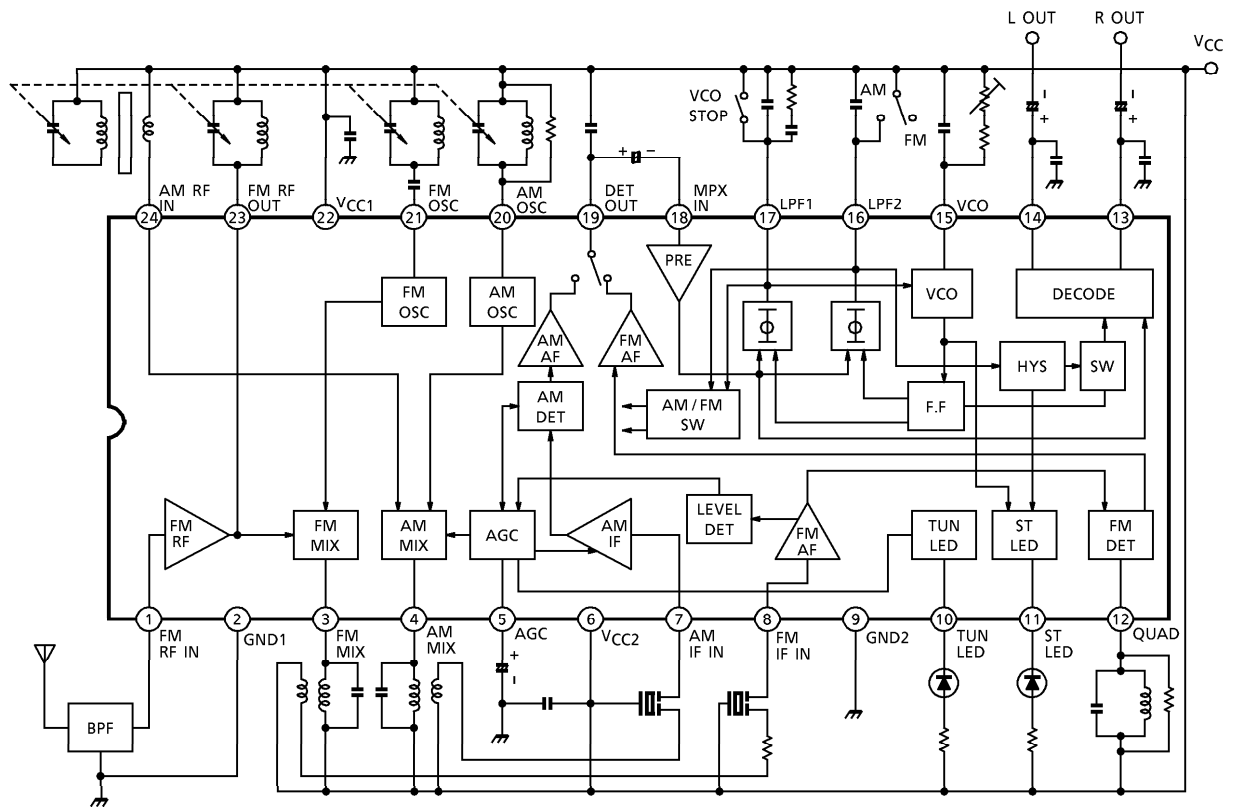 L OUT
R OUT
VCC
VCO
STOP
AM
FM
AM RF
IN
FM RF
OUT
VCC1
FM
OSC
AM
OSC
DET
OUT
MPX
IN
LPF1
LPF2
VCO
24
23
22
21
20
19
18
17
16
15
14
13
PRE
FM
OSC
AM
OSC
VCO
DECODE
AM
AF
FM
AF
HYS
SW
AM
DET
AM / FM
SW
F.F
FM
RF
FM
MIX
AM
MIX
AGC
AM
IF
LEVEL
DET
FM
AF
TUN
LED
ST
LED
FM
DET
1
2
3
4
5
6
7
8
9
10
11
12
FM
RF IN
GND1
FM
MIX
AM
MIX
AGC
VCC2
AM
IF IN
FM
IF IN
GND2
TUN
LED
ST
LED
QUAD
BPF